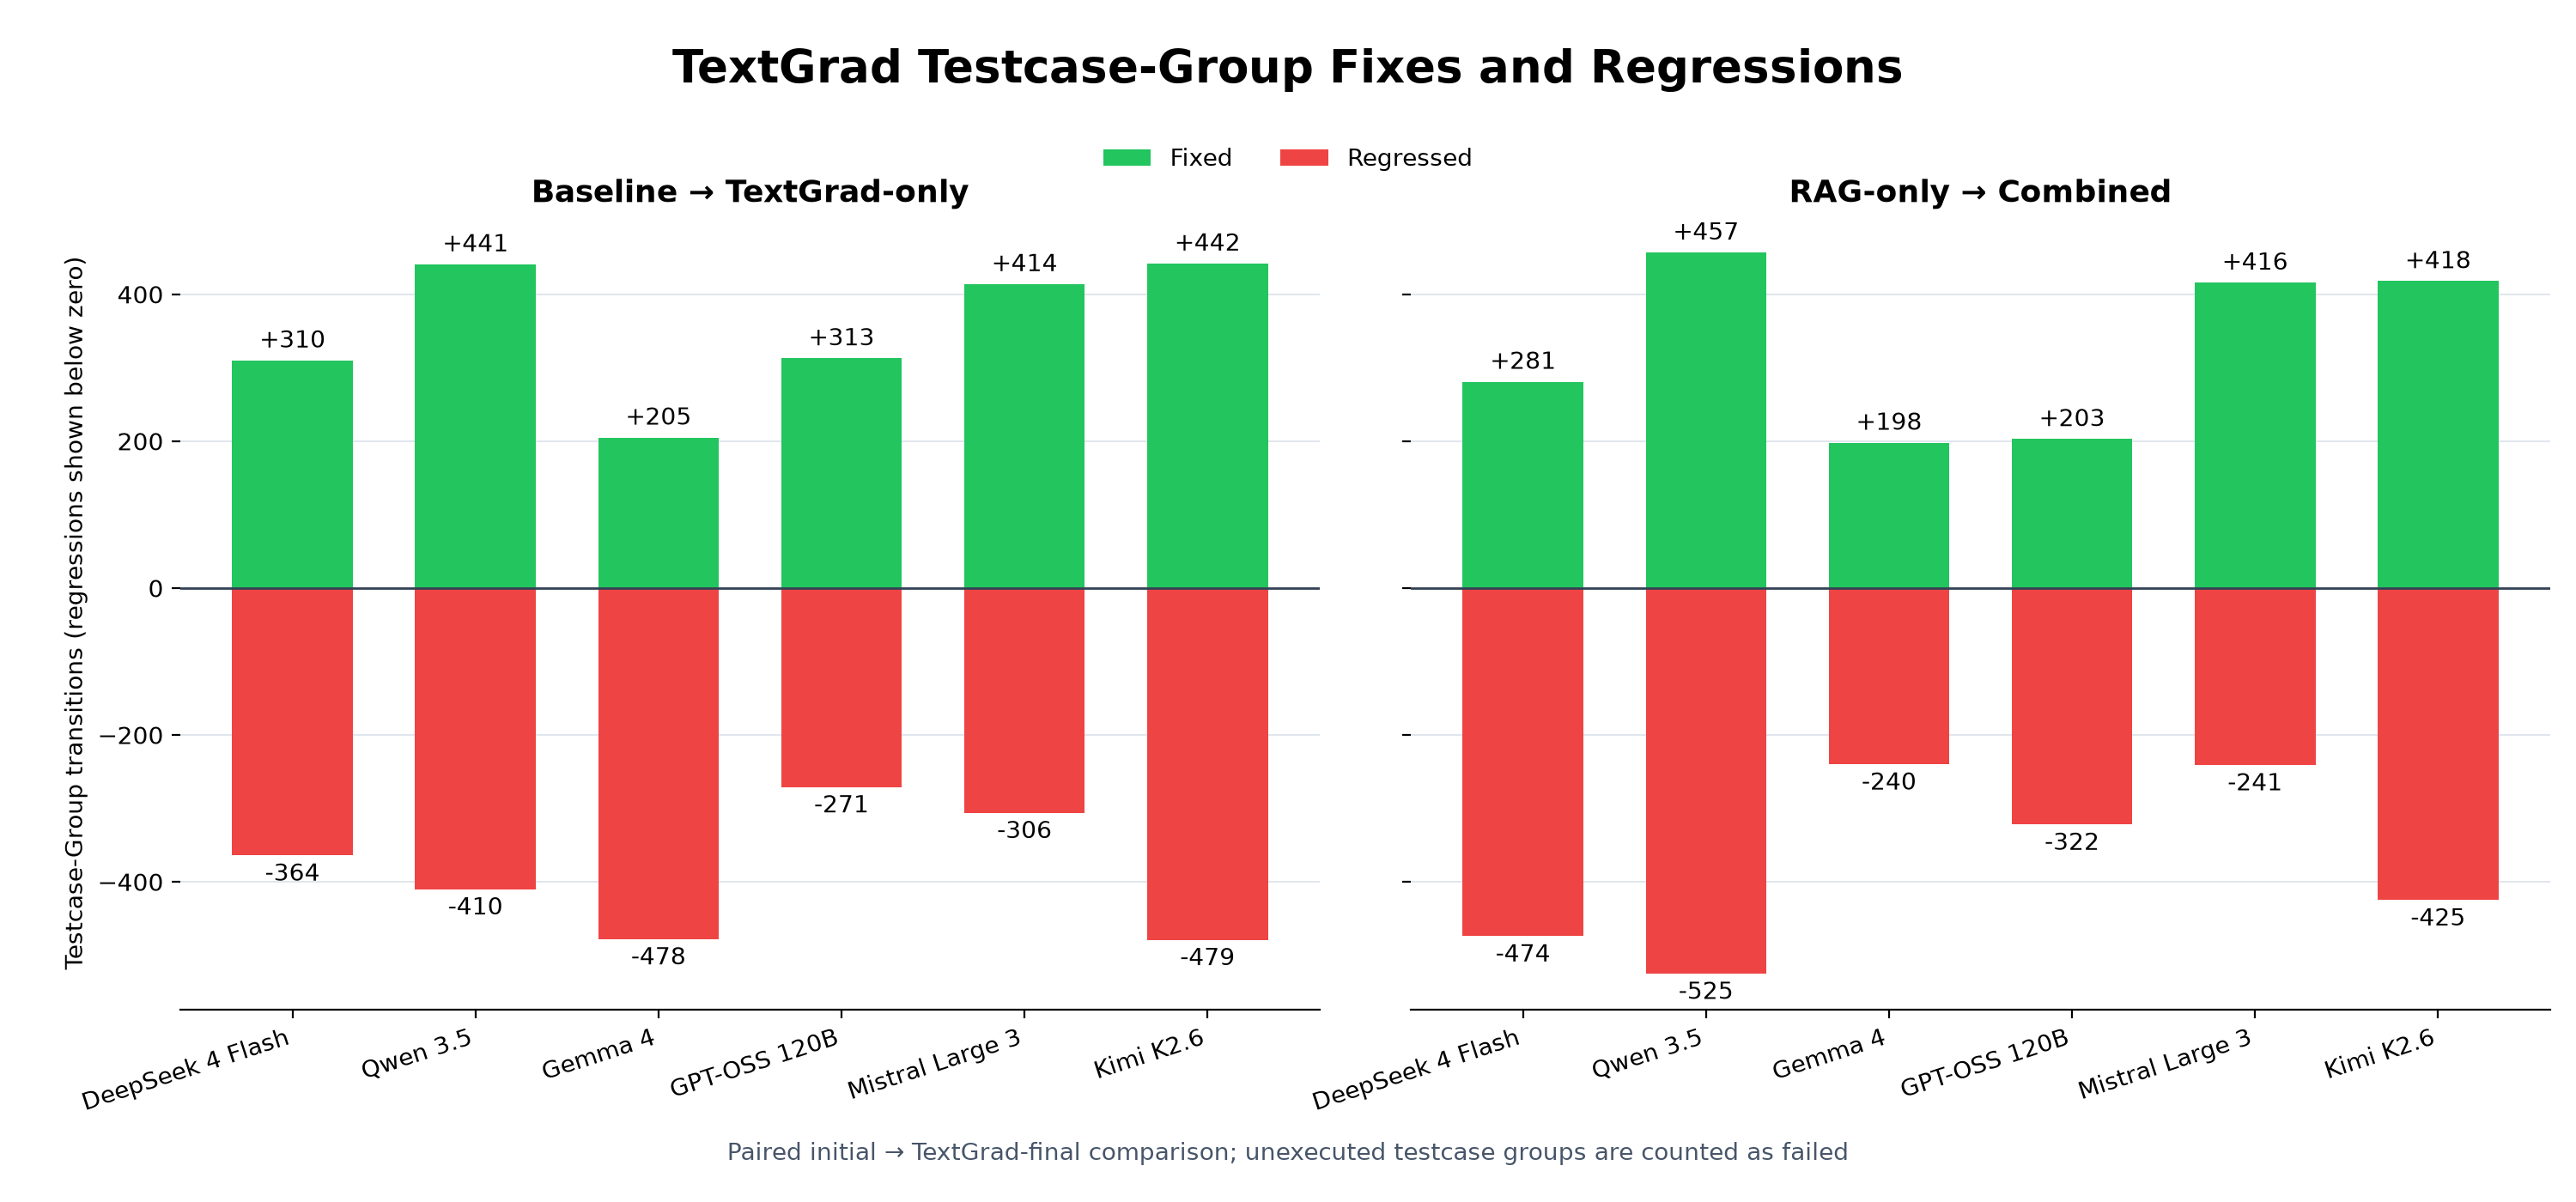 TextGrad Testcase-Group Fixes and Regressions
Fixed
Regressed
Baseline → TextGrad-only
Testcase-Group transitions (regressions shown below zero)
400
200
0
−200
−400
+310
+441
+205
+313
+414
+442
-364
-410
-478
-271
-306
-479
DeepSeek 4 Flash
Qwen 3.5
Gemma 4
GPT-OSS 120B
Mistral Large 3
Kimi K2.6
RAG-only → Combined
+281
+457
+198
+203
+416
+418
-474
-525
-240
-322
-241
-425
DeepSeek 4 Flash
Qwen 3.5
Gemma 4
GPT-OSS 120B
Mistral Large 3
Kimi K2.6
Paired initial → TextGrad-final comparison; unexecuted testcase groups are counted as failed